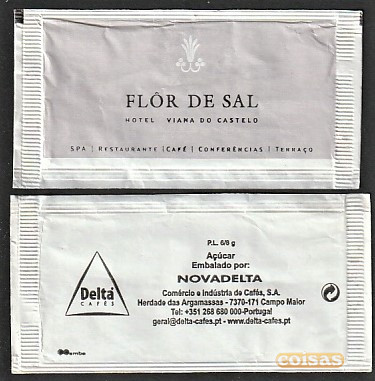 FLÔR DE SAL
HOTEL VIANA DO CASTELO
SPA | RESTAURANTE | CAFÉ | CONFERÊNCIAS | TERRAÇO
P.L. 6/8 g
Açúcar
Embalado por:
NOVADELTA
Comércio e Indústria de Cafés, S.A.
Herdade das Argamassas - 7370-171 Campo Maior
Tel: +351 268 680 000-Portugal
geral@delta-cafes.pt - www.delta-cafes.pt
Delta
CAFÉS
embe
coisas